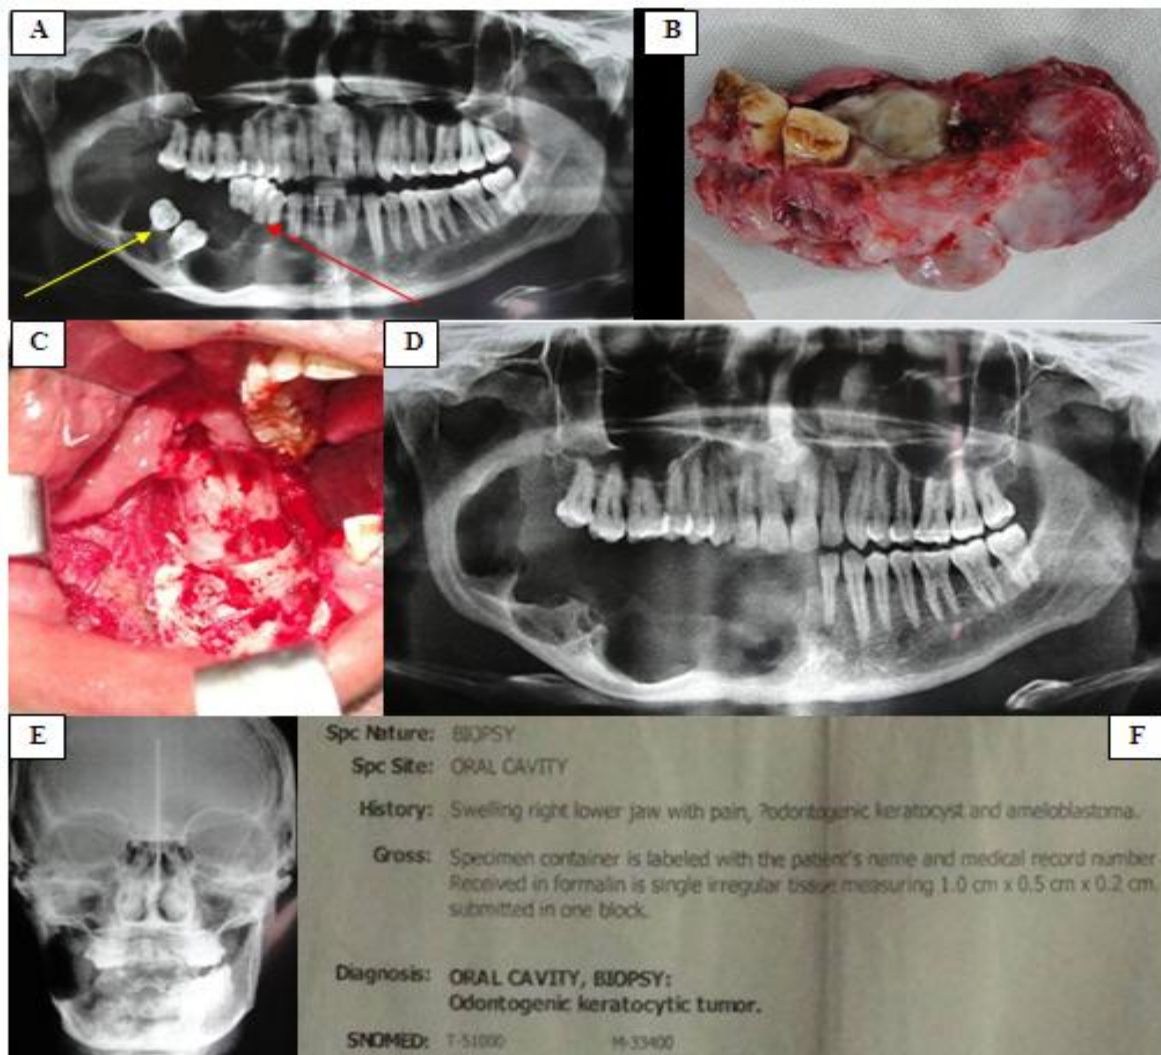 A
B
C
D
E
F
Spc Nature: BIOPSY
Spc Site: ORAL CAVITY
History: Swelling right lower jaw with pain, ?odontogenic keratocyst and ameloblastoma.
Gross: Specimen container is labeled with the patient's name and medical record number
Received in formalin is single irregular tissue measuring 1.0 cm x 0.5 cm x 0.2 cm.
submitted in one block.
Diagnosis: ORAL CAVITY, BIOPSY:
Odontogenic keratocytic tumor.
SNOMED: T-51000 M-33400